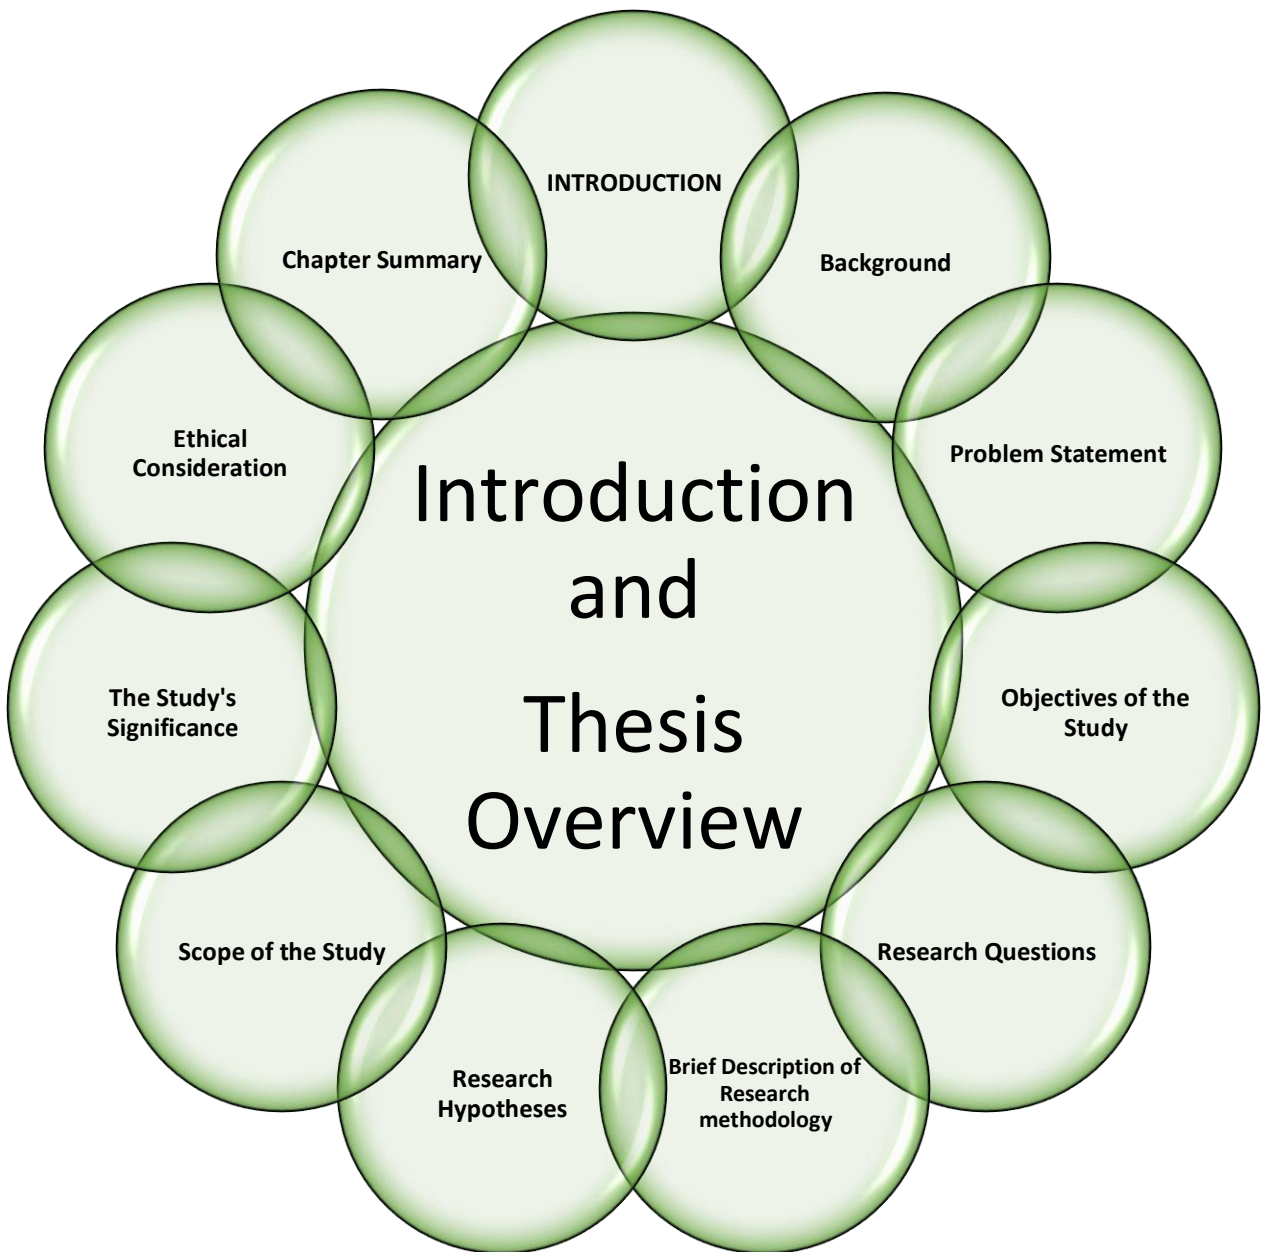 INTRODUCTION
Background
Problem Statement
Objectives of the
Study
Research Questions
Brief Description of
Research
methodology
Research
Hypotheses
Scope of the Study
The Study's
Significance
Ethical
Consideration
Chapter Summary
Introduction
and
Thesis
Overview